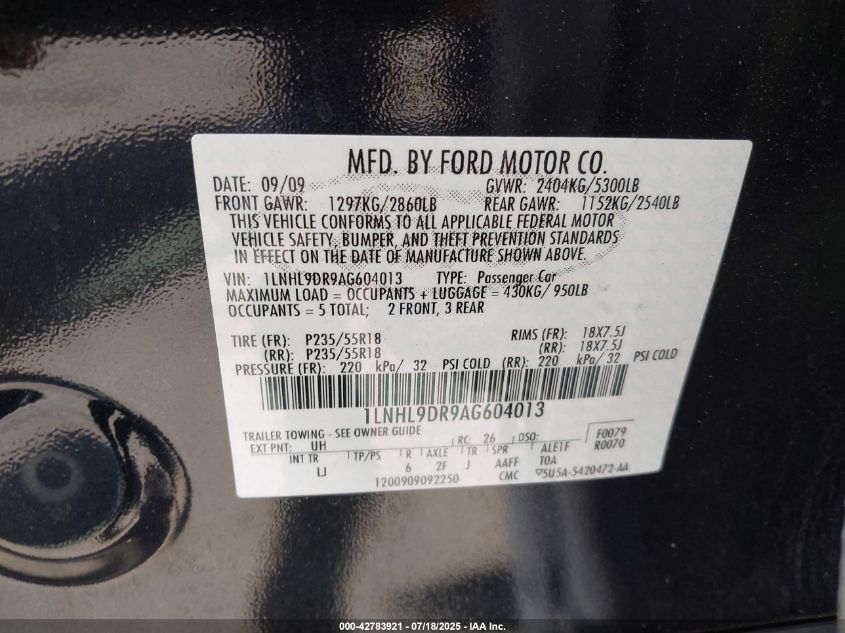 MFD. BY FORD MOTOR CO.
DATE: 09/09 GVWR: 2404KG/5300LB
FRONT GAWR: 1297KG/2860LB REAR GAWR: 1152KG/2540LB
THIS VEHICLE CONFORMS TO ALL APPLICABLE FEDERAL MOTOR
VEHICLE SAFETY, BUMPER, AND THEFT PREVENTION STANDARDS
IN EFFECT ON THE DATE OF MANUFACTURE SHOWN ABOVE.
VIN: 1LNHL9DR9AG604013 TYPE: Passenger Car
MAXIMUM LOAD = OCCUPANTS + LUGGAGE = 430KG/ 950LB
OCCUPANTS = 5 TOTAL; 2 FRONT, 3 REAR
TIRE (FR): P235/55R18 RIMS (FR): 18X7.5J
(RR): P235/55R18 (RR): 18X7.5J
PRESSURE (FR): 220 kPa/ 32 PSI COLD (RR): 220 kPa/ 32 PSI COLD
1LNHL9DR9AG604013
TRAILER TOWING - SEE OWNER GUIDE
EXT PNT: UH RC: 26 DSO: F0079
INT TR TP/PS R AXLE TR SPR ALE1F R0070
LJ 6 2F J AAFF TOA
1200909092250 CMC 5U5A-5420472-AA
000-42783921 - 07/18/2025 - IAA Inc.